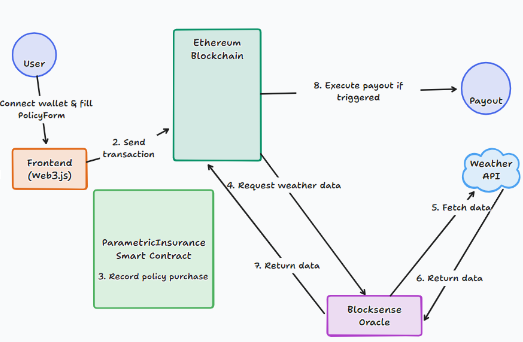 User
Connect wallet & fill
PolicyForm
Frontend
(Web3.js)
2. Send
transaction
Ethereum
Blockchain
ParametricInsurance
Smart Contract
3. Record policy purchase
4. Request weather data
8. Execute payout if
triggered
Payout
Weather
API
5. Fetch data
6. Return data
7. Return data
Blocksense
Oracle